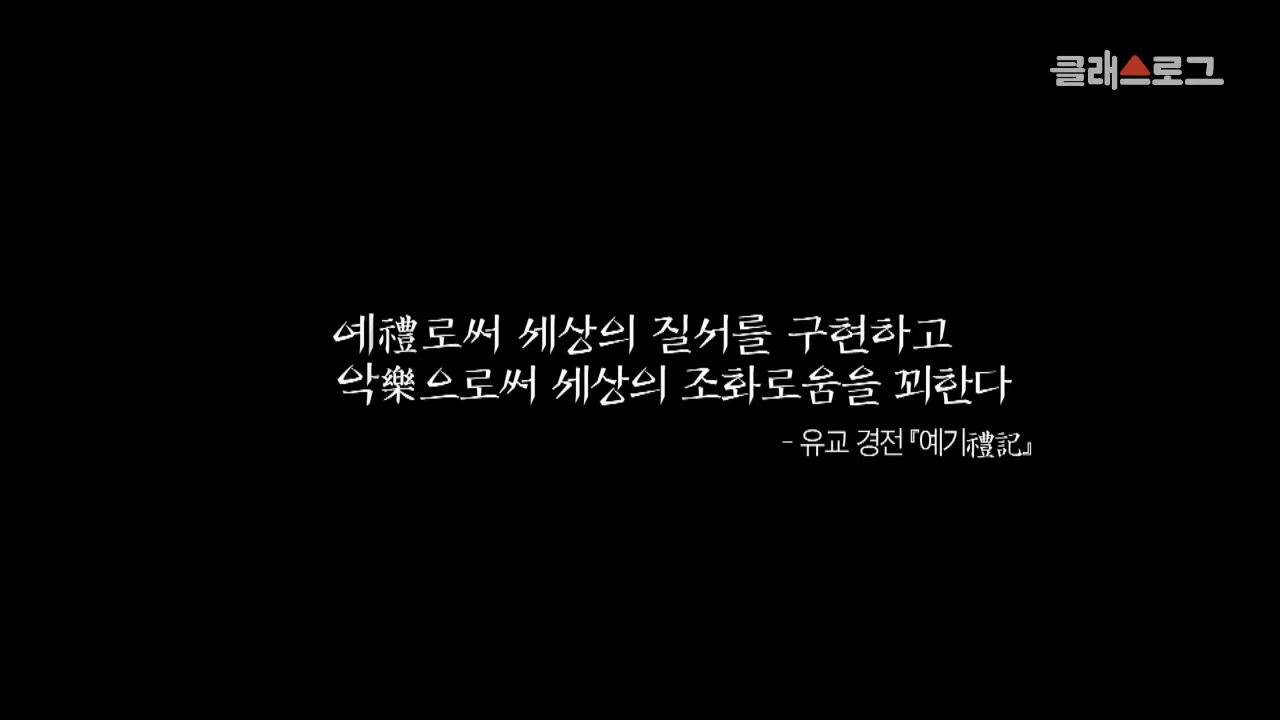 클래스로그
예禮로써 세상의 질서를 구현하고
악樂으로써 세상의 조화로움을 꾀한다
- 유교 경전『예기禮記』